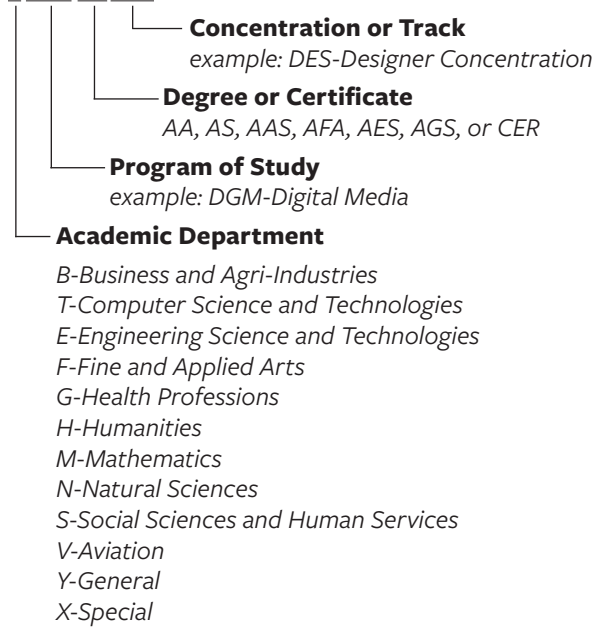 Concentration or Track
example: DES-Designer Concentration
Degree or Certificate
AA, AS, AAS, AFA, AES, AGS, or CER
Program of Study
example: DGM-Digital Media
Academic Department
B-Business and Agri-Industries
T-Computer Science and Technologies
E-Engineering Science and Technologies
F-Fine and Applied Arts
G-Health Professions
H-Humanities
M-Mathematics
N-Natural Sciences
S-Social Sciences and Human Services
V-Aviation
Y-General
X-Special